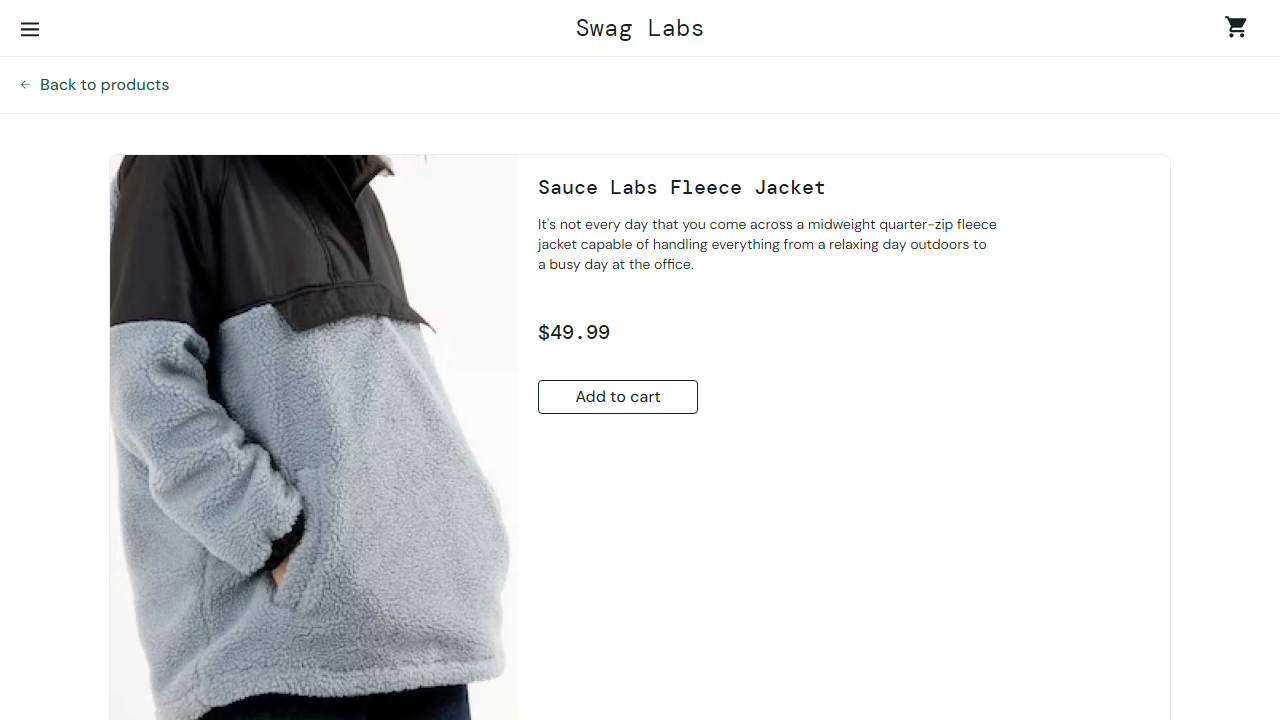 Swag Labs
Back to products
Sauce Labs Fleece Jacket
It's not every day that you come across a midweight quarter-zip fleece
jacket capable of handling everything from a relaxing day outdoors to
a busy day at the office.
$49.99
Add to cart